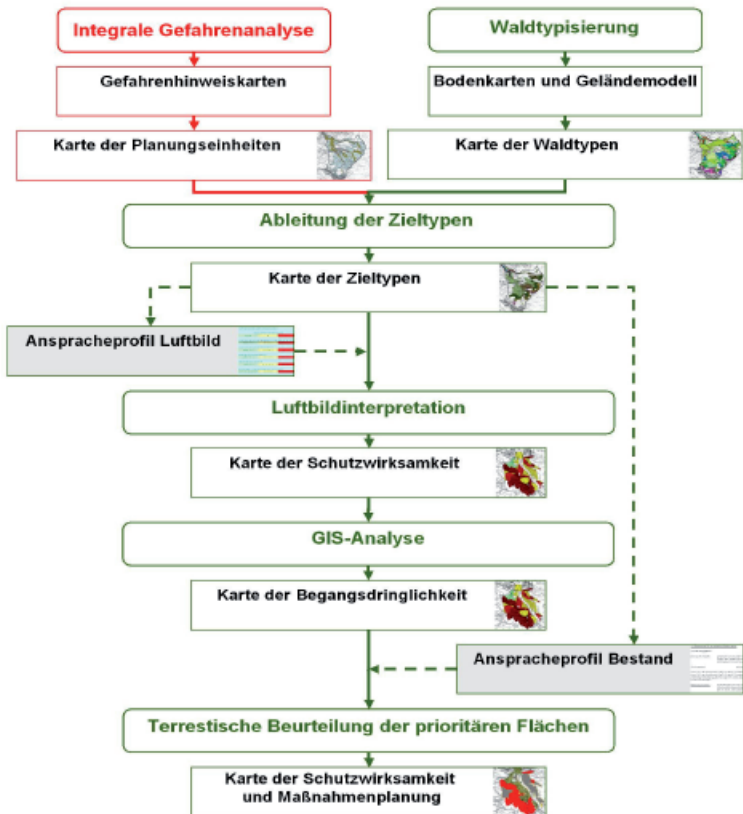 Integrale Gefahrenanalyse
Waldtypisierung
Gefahrenhinweiskarten
Bodenkarten und Geländemodell
Karte der Planungseinheiten
Karte der Waldtypen
Ableitung der Zieltypen
Karte der Zieltypen
Anspracheprofil Luftbild
Luftbildinterpretation
Karte der Schutzwirksamkeit
GIS-Analyse
Karte der Begangsdringlichkeit
Anspracheprofil Bestand
Terrestische Beurteilung der prioritären Flächen
Karte der Schutzwirksamkeit
und Maßnahmenplanung